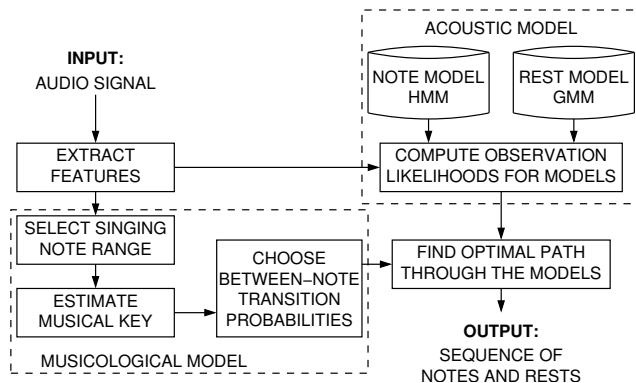 INPUT:
AUDIO SIGNAL
EXTRACT
FEATURES
ACOUSTIC MODEL
NOTE MODEL
HMM
REST MODEL
GMM
COMPUTE OBSERVATION
LIKELIHOODS FOR MODELS
SELECT SINGING
NOTE RANGE
ESTIMATE
MUSICAL KEY
CHOOSE
BETWEEN−NOTE
TRANSITION
PROBABILITIES
MUSICOLOGICAL MODEL
FIND OPTIMAL PATH
THROUGH THE MODELS
OUTPUT:
SEQUENCE OF
NOTES AND RESTS